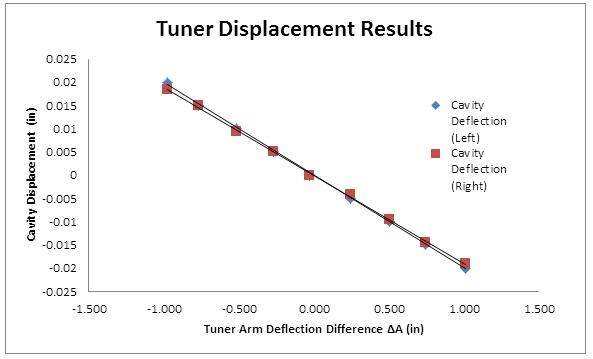 Tuner Displacement Results
0.025
0.02
0.015
0.01
0.005
0
-0.005
-0.01
-0.015
-0.02
-0.025
Cavity Displacement (in)
-1.500 -1.000 -0.500 0.000 0.500 1.000 1.500
Tuner Arm Deflection Difference ΔA (in)
Cavity
Deflection
(Left)
Cavity
Deflection
(Right)